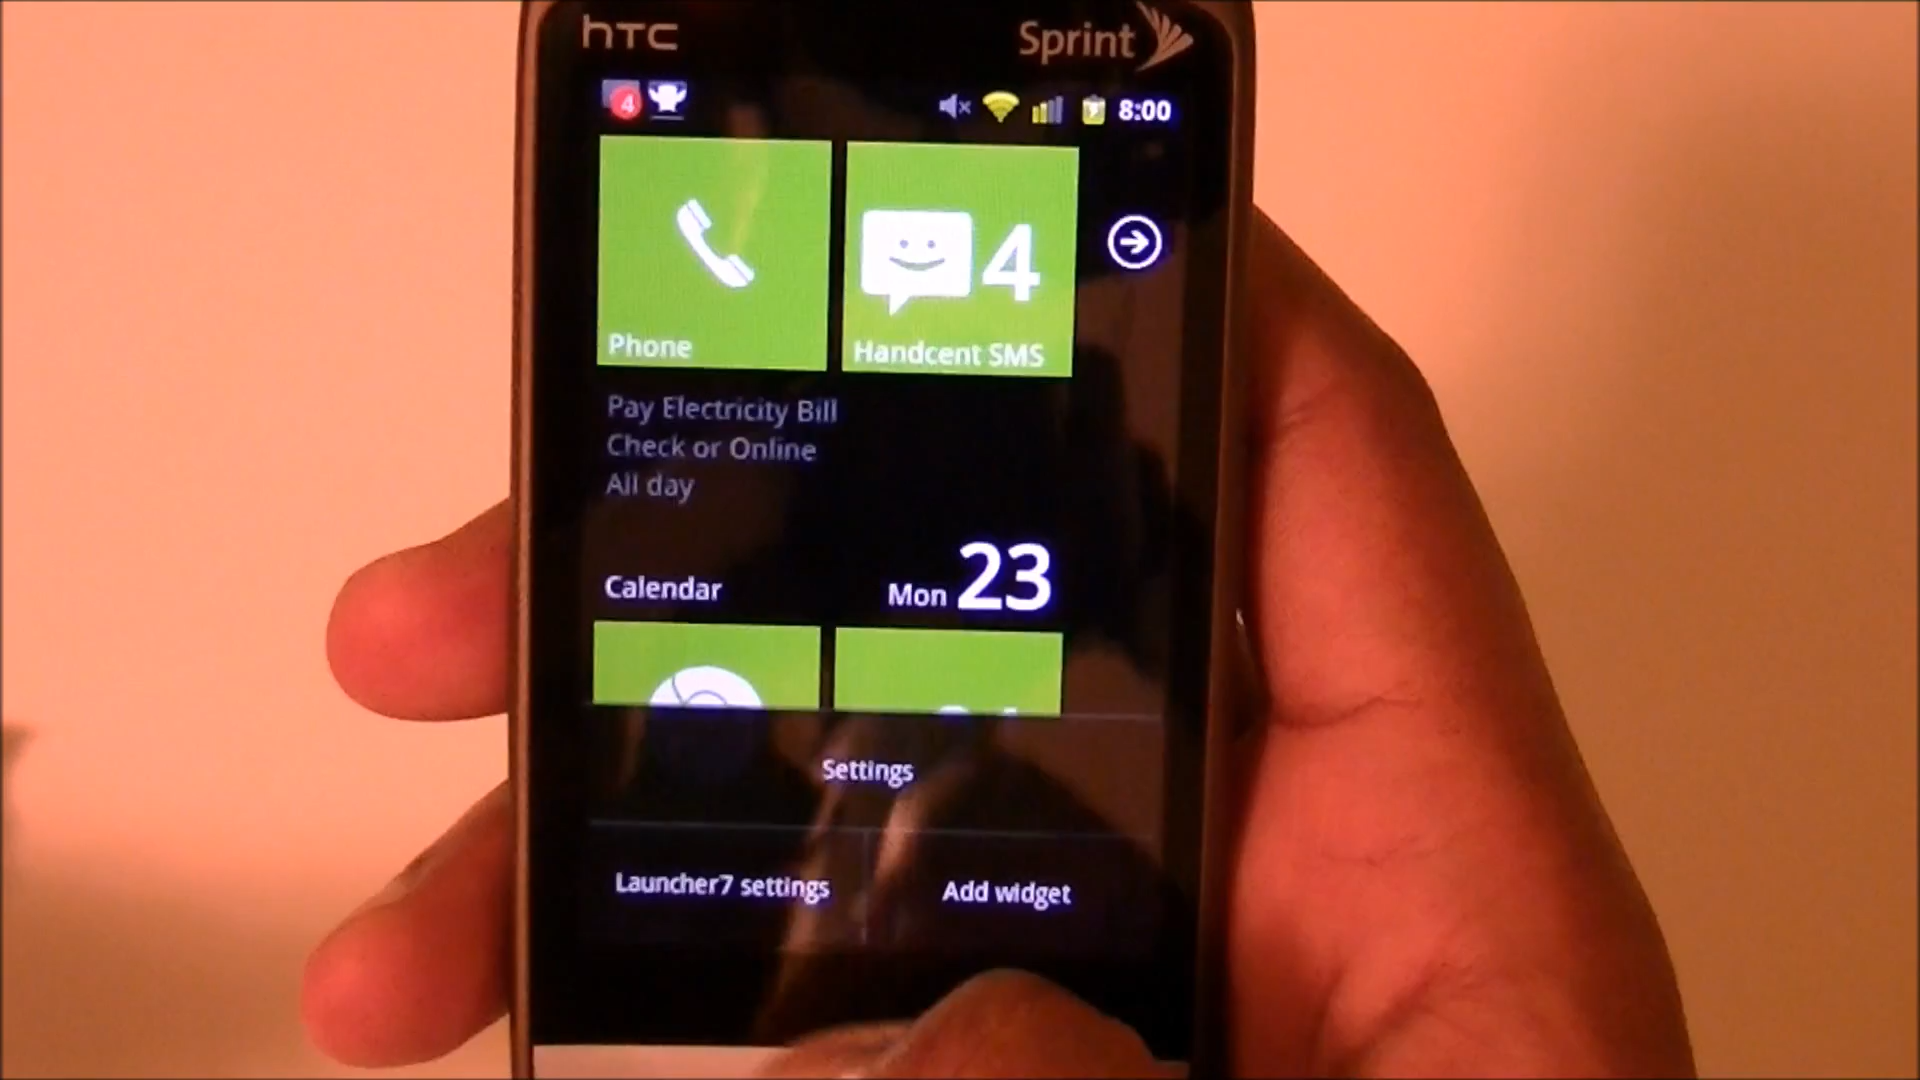 hTC
Sprint
4
8:00
4
Phone
Handcent SMS
Pay Electricity Bill
Check or Online
All day
Calendar
Mon 23
Settings
Launcher7 settings
Add widget